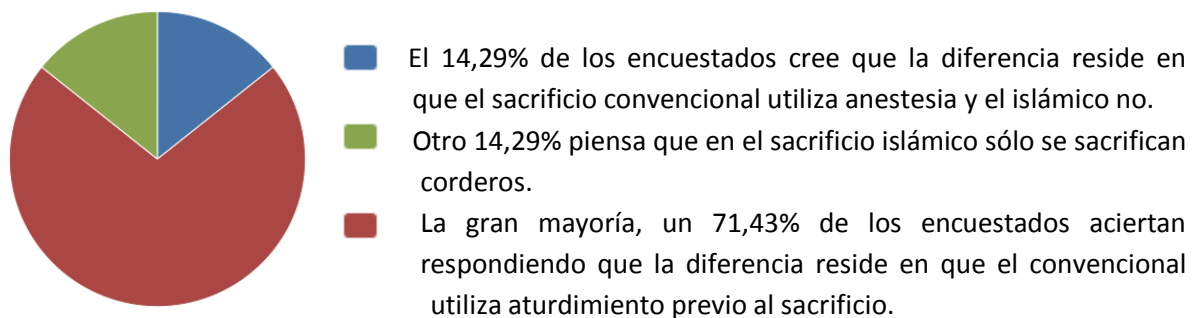 El 14,29% de los encuestados cree que la diferencia reside en
que el sacrificio convencional utiliza anestesia y el islámico no.
Otro 14,29% piensa que en el sacrificio islámico sólo se sacrifican
corderos.
La gran mayoría, un 71,43% de los encuestados aciertan
respondiendo que la diferencia reside en que el convencional
utiliza aturdimiento previo al sacrificio.